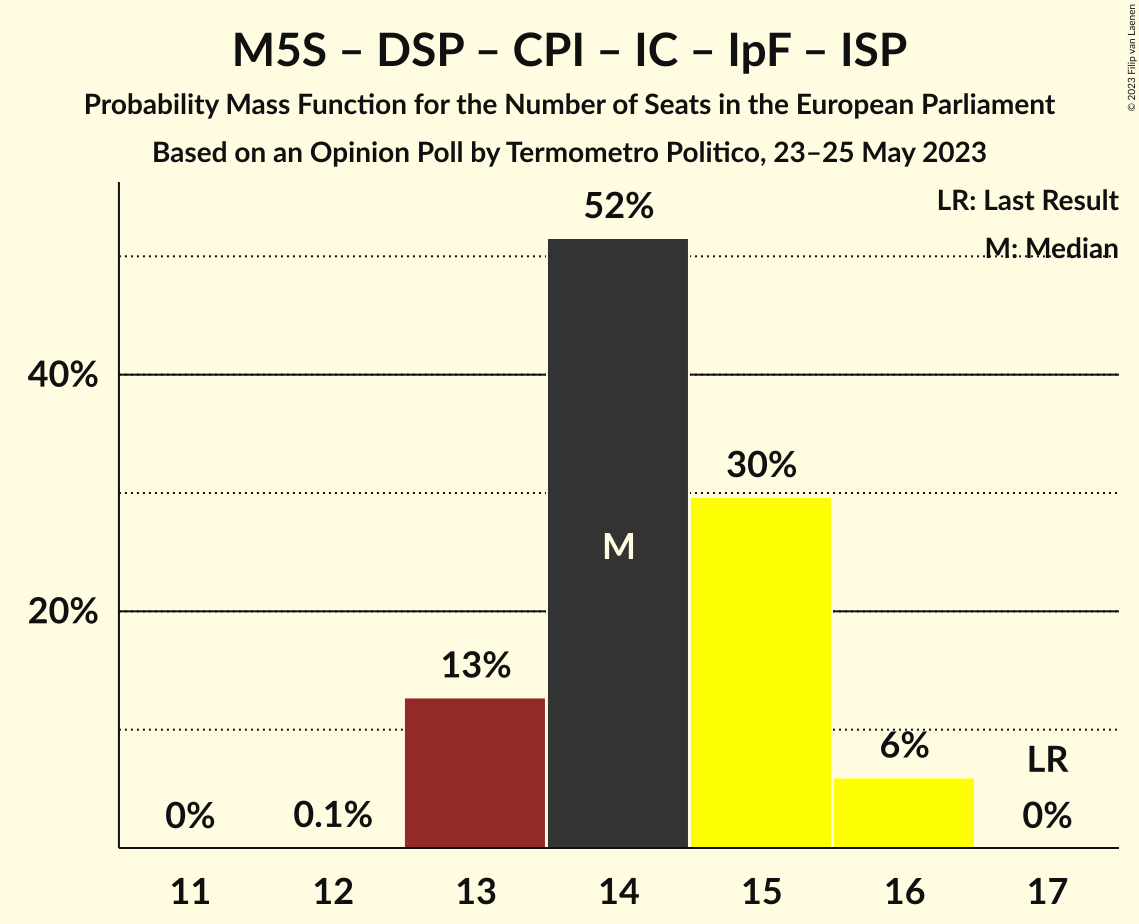 M5S – DSP – CPI – IC – IpF – ISP
Probability Mass Function for the Number of Seats in the European Parliament
Based on an Opinion Poll by Termometro Politico, 23–25 May 2023
© 2023 Filip van Laenen
LR: Last Result
M: Median
52%
40%
30%
M
20%
13%
6%
LR
0%
0.1%
0%
11 12 13 14 15 16 17